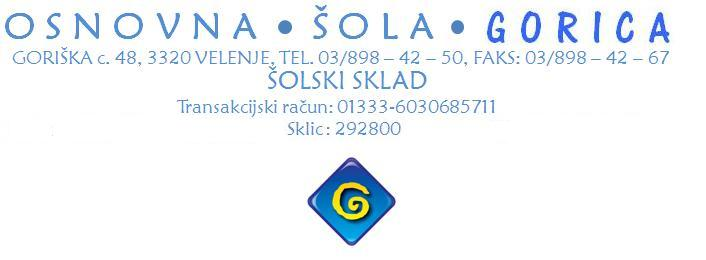 OSNOVNA • ŠOLA • GORICA
GORIŠKA c. 48, 3320 VELENJE, TEL. 03/898 – 42 – 50, FAKS: 03/898 – 42 – 67
ŠOLSKI SKLAD
Transakcijski račun: 01333-6030685711
Sklic: 292800
G